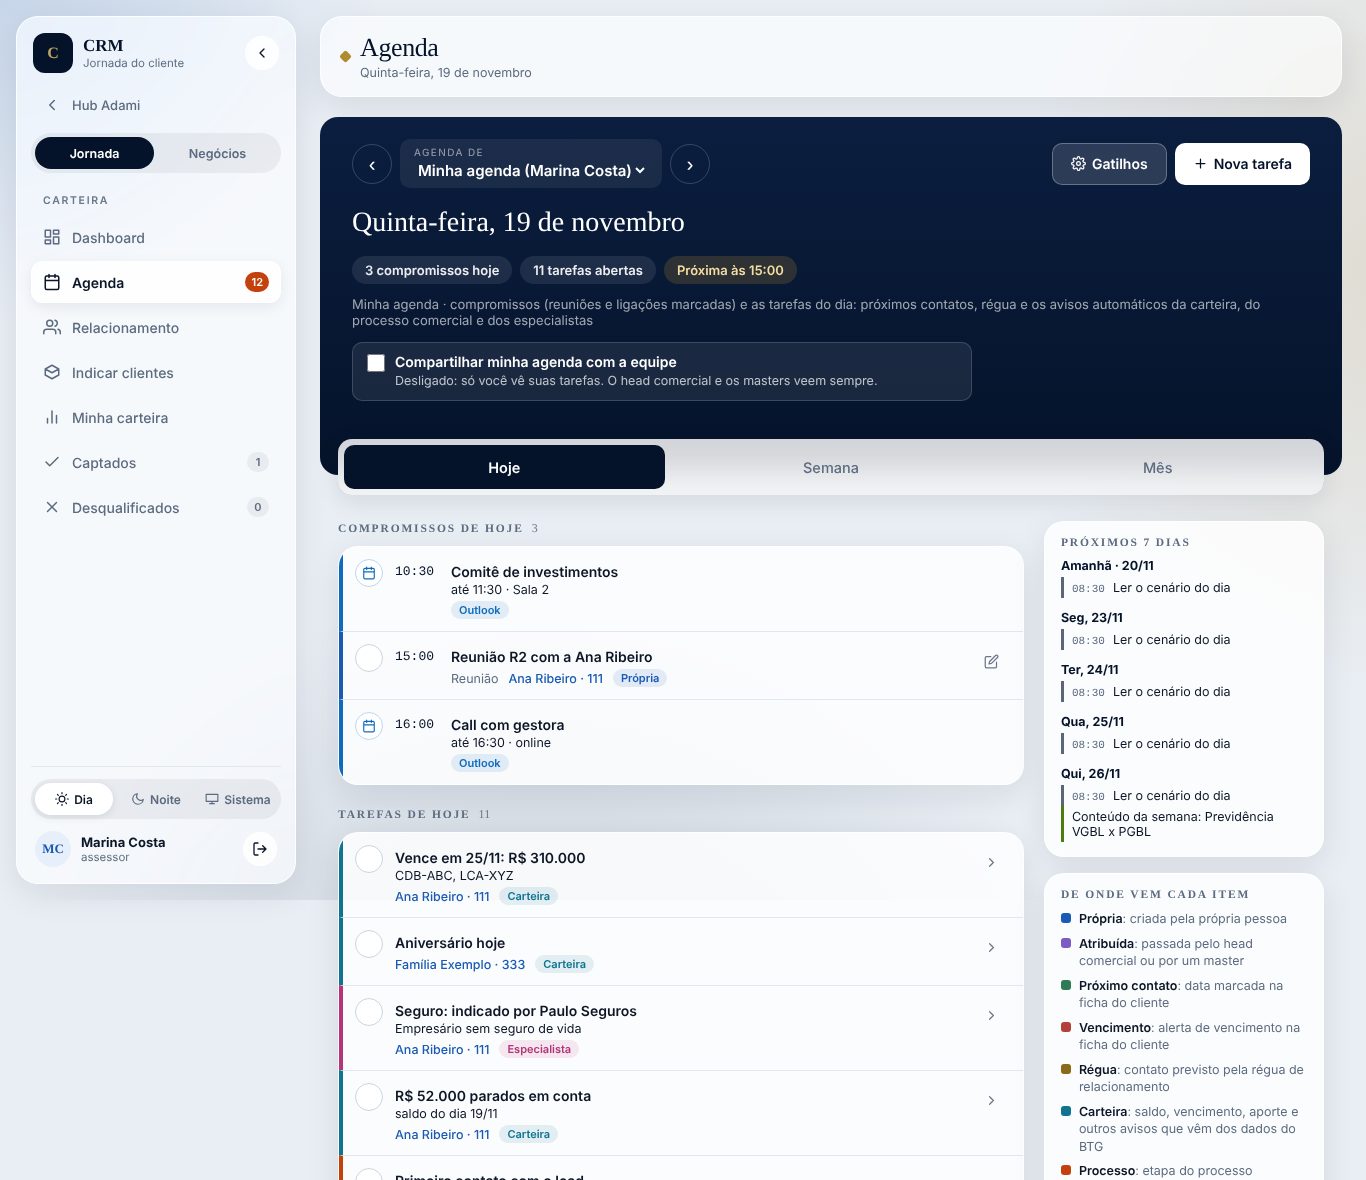 C
CRM
Jornada do cliente
Hub Adami
Jornada
Negócios
CARTEIRA
Dashboard
Agenda
12
Relacionamento
Indicar clientes
Minha carteira
Captados
1
Desqualificados
0
Dia
Noite
Sistema
MC
Marina Costa
assessor
Agenda
Quinta-feira, 19 de novembro
AGENDA DE
Minha agenda (Marina Costa)
Gatilhos
Nova tarefa
Quinta-feira, 19 de novembro
3 compromissos hoje
11 tarefas abertas
Próxima às 15:00
Minha agenda · compromissos (reuniões e ligações marcadas) e as tarefas do dia: próximos contatos, régua e os avisos automáticos da carteira, do
processo comercial e dos especialistas
Compartilhar minha agenda com a equipe
Desligado: só você vê suas tarefas. O head comercial e os masters veem sempre.
Hoje
Semana
Mês
COMPROMISSOS DE HOJE 3
10:30 Comitê de investimentos
até 11:30 · Sala 2
Outlook
15:00 Reunião R2 com a Ana Ribeiro
Reunião Ana Ribeiro · 111 Própria
16:00 Call com gestora
até 16:30 · online
Outlook
TAREFAS DE HOJE 11
Vence em 25/11: R$ 310.000
CDB-ABC, LCA-XYZ
Ana Ribeiro · 111 Carteira
Aniversário hoje
Família Exemplo · 333 Carteira
Seguro: indicado por Paulo Seguros
Empresário sem seguro de vida
Ana Ribeiro · 111 Especialista
R$ 52.000 parados em conta
saldo do dia 19/11
Ana Ribeiro · 111 Carteira
Primeiro contato com o lead
PRÓXIMOS 7 DIAS
Amanhã · 20/11
08:30 Ler o cenário do dia
Seg, 23/11
08:30 Ler o cenário do dia
Ter, 24/11
08:30 Ler o cenário do dia
Qua, 25/11
08:30 Ler o cenário do dia
Qui, 26/11
08:30 Ler o cenário do dia
Conteúdo da semana: Previdência
VGBL x PGBL
DE ONDE VEM CADA ITEM
Própria: criada pela própria pessoa
Atribuída: passada pelo head
comercial ou por um master
Próximo contato: data marcada na
ficha do cliente
Vencimento: alerta de vencimento na
ficha do cliente
Régua: contato previsto pela régua de
relacionamento
Carteira: saldo, vencimento, aporte e
outros avisos que vêm dos dados do
BTG
Processo: etapa do processo